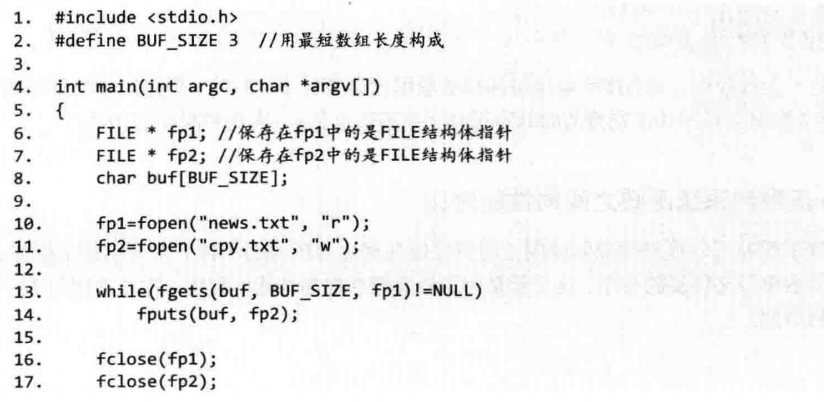 1. #include <stdio.h>
2. #define BUF_SIZE 3 //用最短数组长度构成
3.
4. int main(int argc, char *argv[])
5. {
6. FILE * fp1; //保存在fp1中的是FILE结构体指针
7. FILE * fp2; //保存在fp2中的是FILE结构体指针
8. char buf[BUF_SIZE];
9.
10. fp1=fopen("news.txt", "r");
11. fp2=fopen("cpy.txt", "w");
12.
13. while(fgets(buf, BUF_SIZE, fp1)!=NULL)
14. fputs(buf, fp2);
15.
16. fclose(fp1);
17. fclose(fp2);